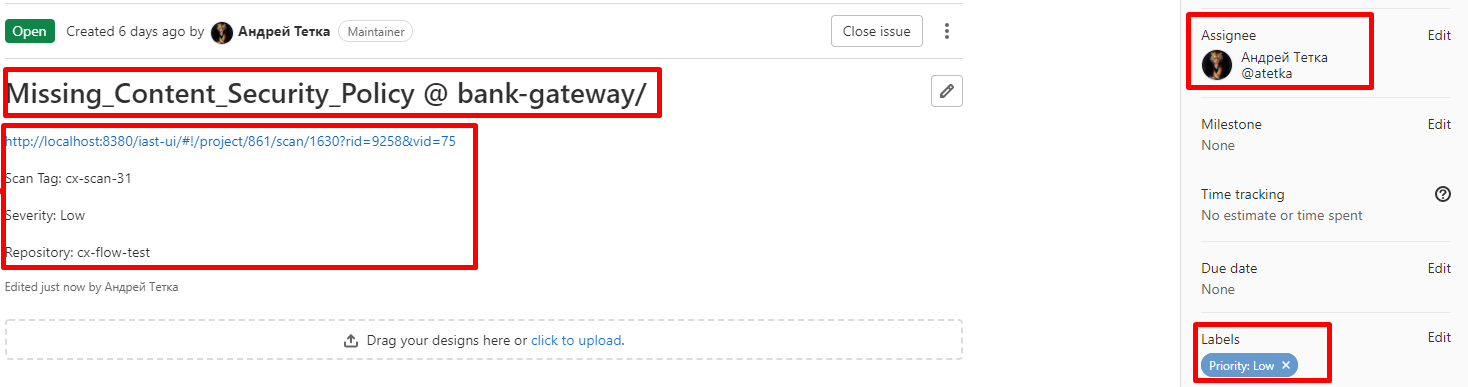 Open Created 6 days ago by Андрей Тетка Maintainer Close issue
Missing_Content_Security_Policy @ bank-gateway/
http://localhost:8380/iast-ui/#!/project/861/scan/1630?rid=9258&vid=75
Scan Tag: cx-scan-31
Severity: Low
Repository: cx-flow-test
Edited just now by Андрей Тетка
Drag your designs here or click to upload.
Assignee Edit
Андрей Тетка
@atetka
Milestone Edit
None
Time tracking ?
No estimate or time spent
Due date Edit
None
Labels Edit
Priority: Low ×